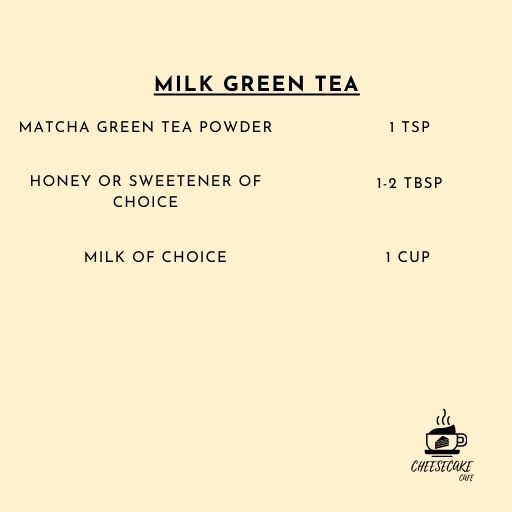 MILK GREEN TEA
MATCHA GREEN TEA POWDER 1 TSP
HONEY OR SWEETENER OF 1-2 TBSP
CHOICE
MILK OF CHOICE 1 CUP
CHEESECAKE
CAFE